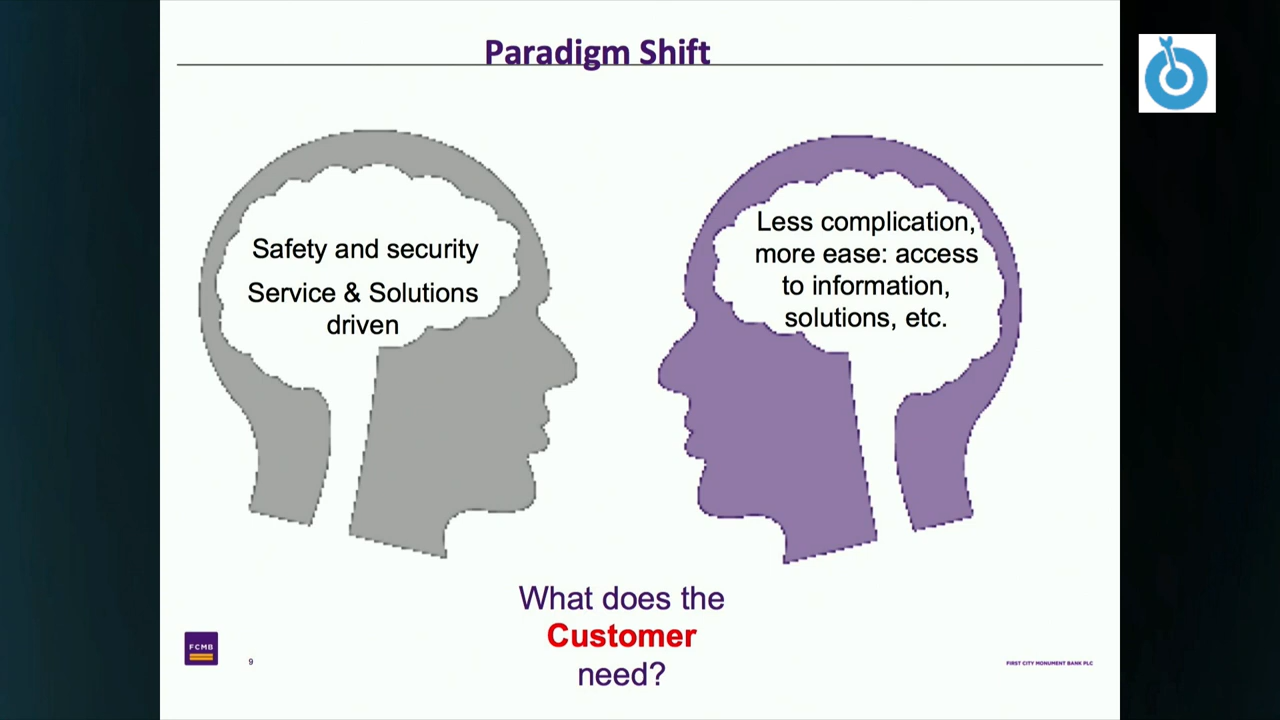 Paradigm Shift
Safety and security
Service & Solutions
driven
Less complication,
more ease: access
to information,
solutions, etc.
What does the
Customer
need?
FCMB
9
FIRST CITY MONUMENT BANK PLC